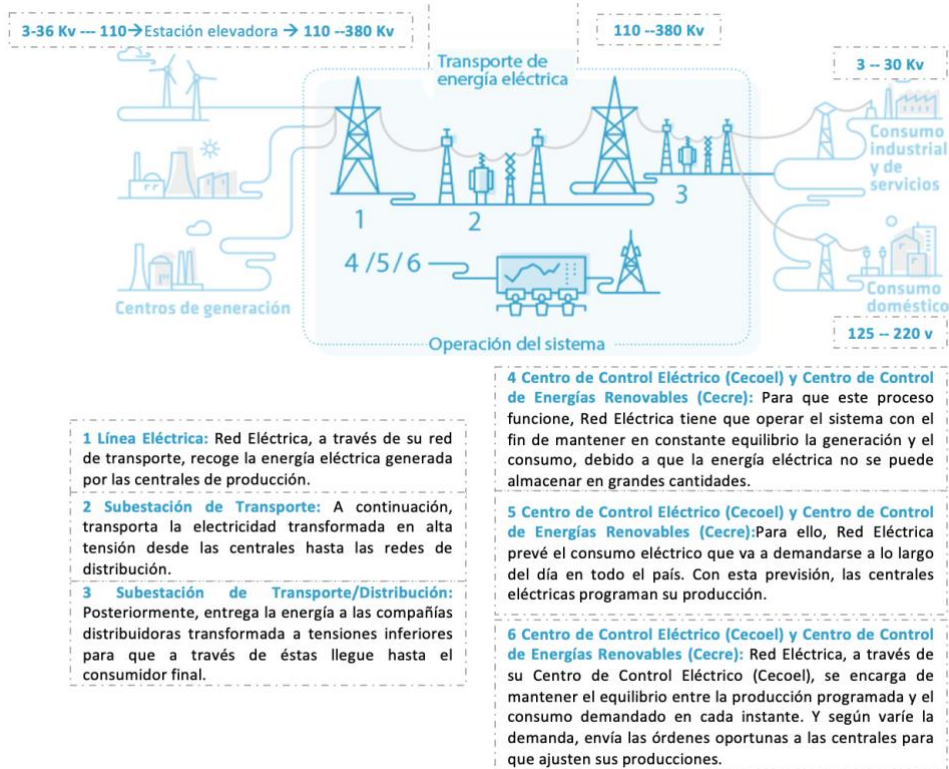 3-36 Kv --- 110→Estación elevadora → 110 --380 Kv
110 --380 Kv
Transporte de
energía eléctrica
3 -- 30 Kv
Consumo
industrial
y de
servicios
1
2
3
4 /5/ 6
Centros de generación
Consumo
doméstico
Operación del sistema
125 -- 220 v
1 Línea Eléctrica: Red Eléctrica, a través de su red
de transporte, recoge la energía eléctrica generada
por las centrales de producción.
2 Subestación de Transporte: A continuación,
transporta la electricidad transformada en alta
tensión desde las centrales hasta las redes de
distribución.
3 Subestación de Transporte/Distribución:
Posteriormente, entrega la energía a las compañías
distribuidoras transformada a tensiones inferiores
para que a través de éstas llegue hasta el
consumidor final.
4 Centro de Control Eléctrico (Cecoel) y Centro de Control
de Energías Renovables (Cecre): Para que este proceso
funcione, Red Eléctrica tiene que operar el sistema con el
fin de mantener en constante equilibrio la generación y el
consumo, debido a que la energía eléctrica no se puede
almacenar en grandes cantidades.
5 Centro de Control Eléctrico (Cecoel) y Centro de Control
de Energías Renovables (Cecre):Para ello, Red Eléctrica
prevé el consumo eléctrico que va a demandarse a lo largo
del día en todo el país. Con esta previsión, las centrales
eléctricas programan su producción.
6 Centro de Control Eléctrico (Cecoel) y Centro de Control
de Energías Renovables (Cecre): Red Eléctrica, a través de
su Centro de Control Eléctrico (Cecoel), se encarga de
mantener el equilibrio entre la producción programada y el
consumo demandado en cada instante. Y según varíe la
demanda, envía las órdenes oportunas a las centrales para
que ajusten sus producciones.